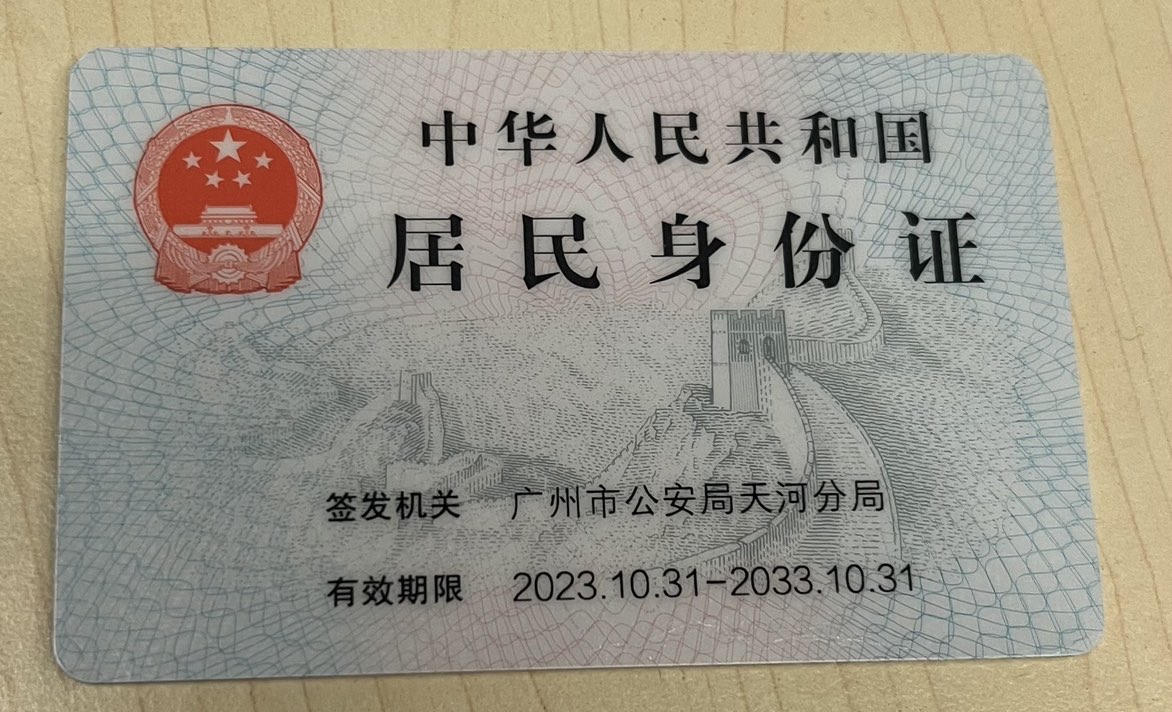 中华人民共和国
居民身份证
签发机关 广州市公安局天河分局
有效期限 2023.10.31-2033.10.31